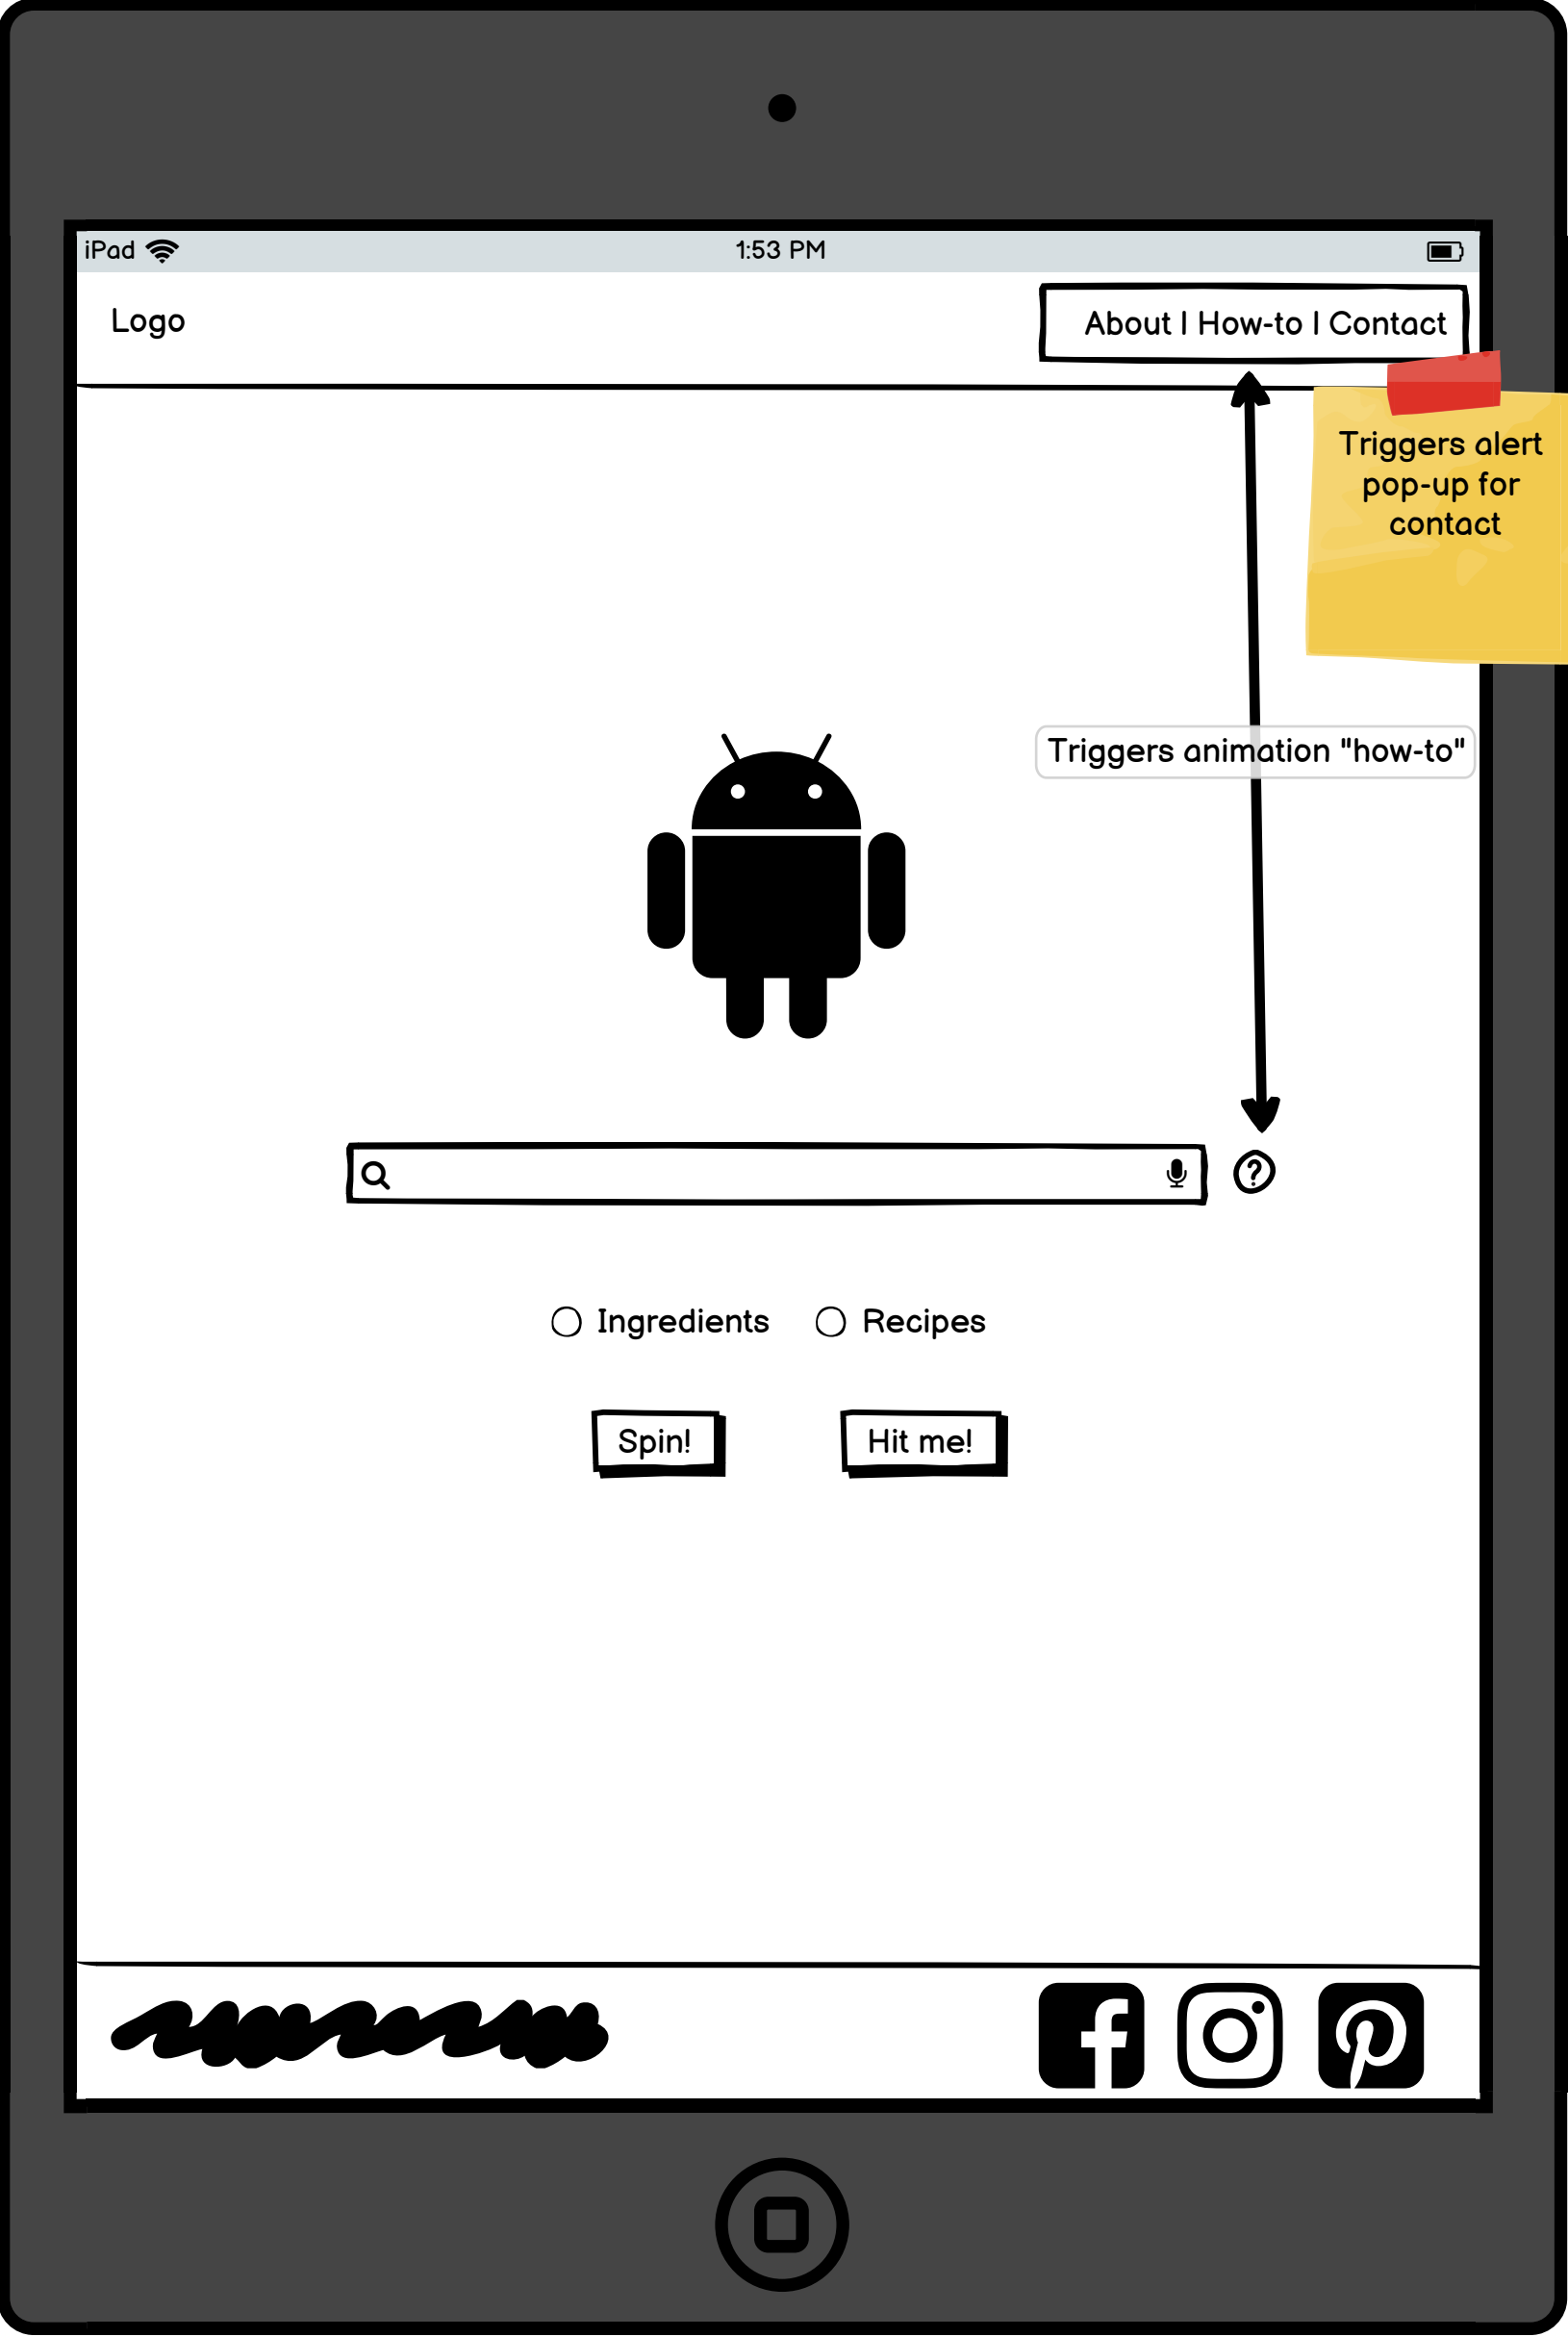 iPad 1:53 PM
Logo
About | How-to | Contact
Triggers alert
pop-up for
contact
Triggers animation "how-to"
?
Ingredients Recipes
Spin! Hit me!